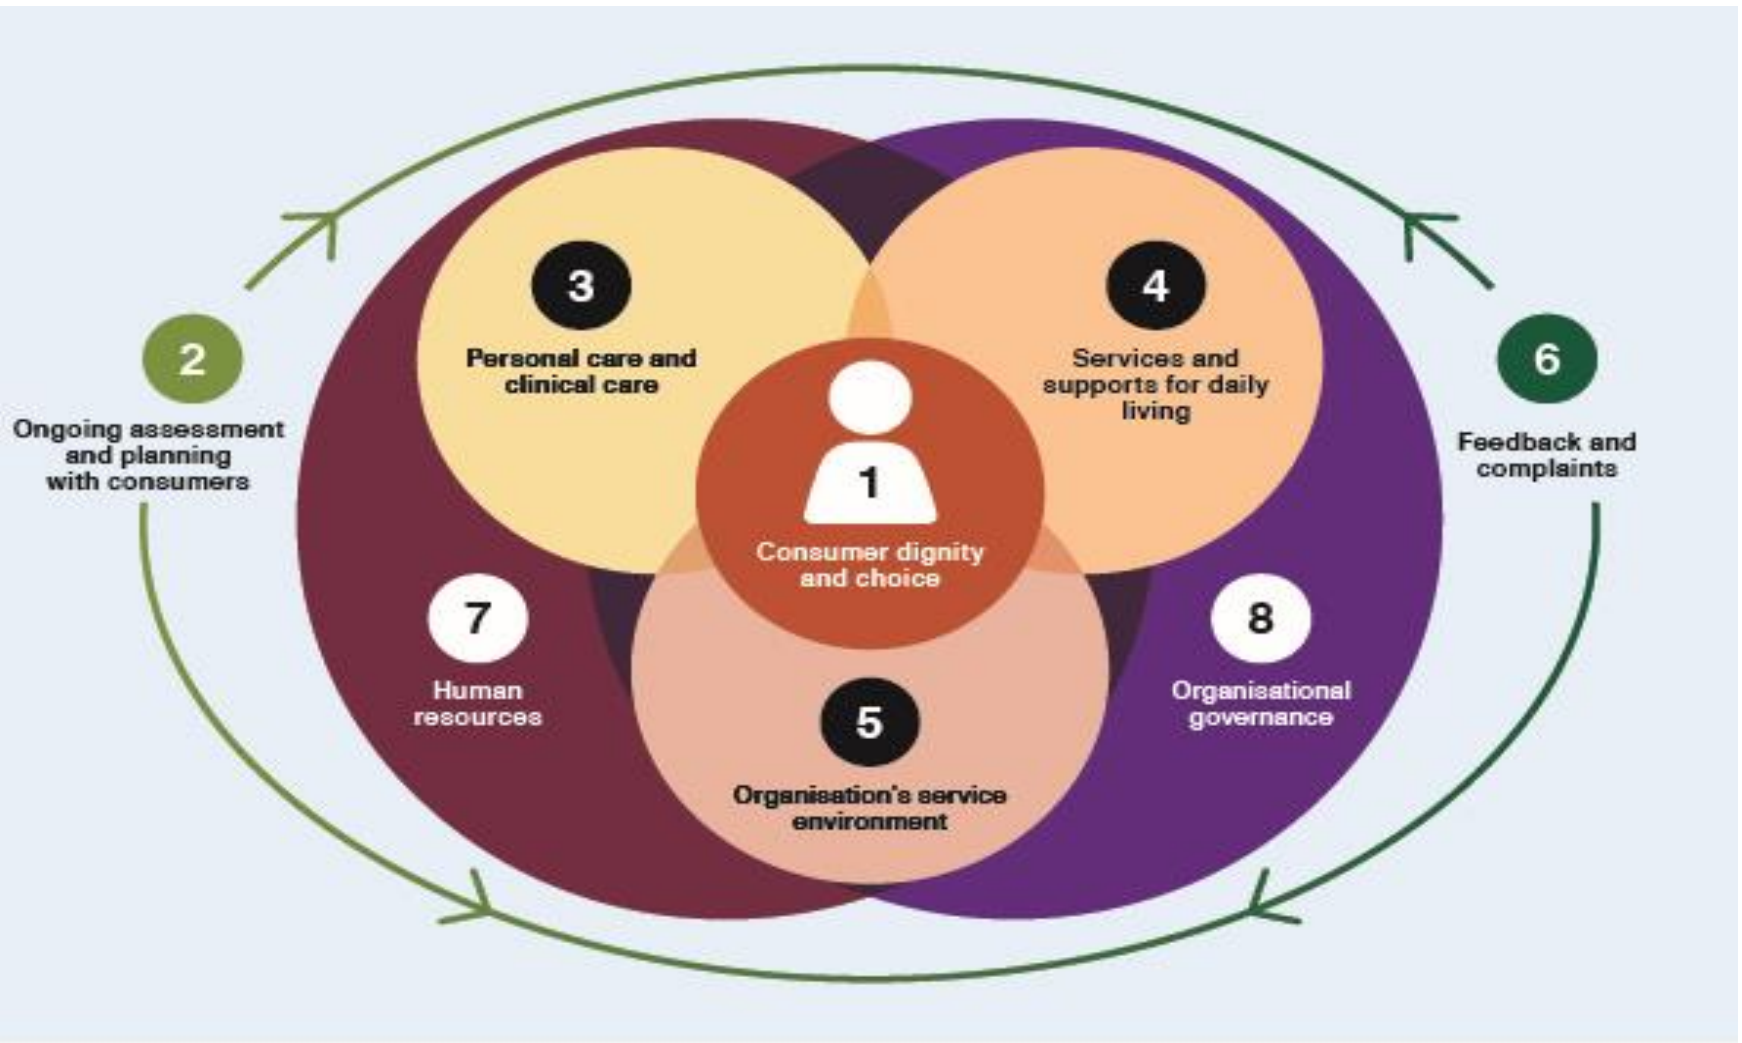 3
Personal care and
clinical care
4
Services and
supports for daily
living
2
Ongoing assessment
and planning
with consumers
6
Feedback and
complaints
1
Consumer dignity
and choice
7
Human
resources
8
Organisational
governance
5
Organisation's service
environment